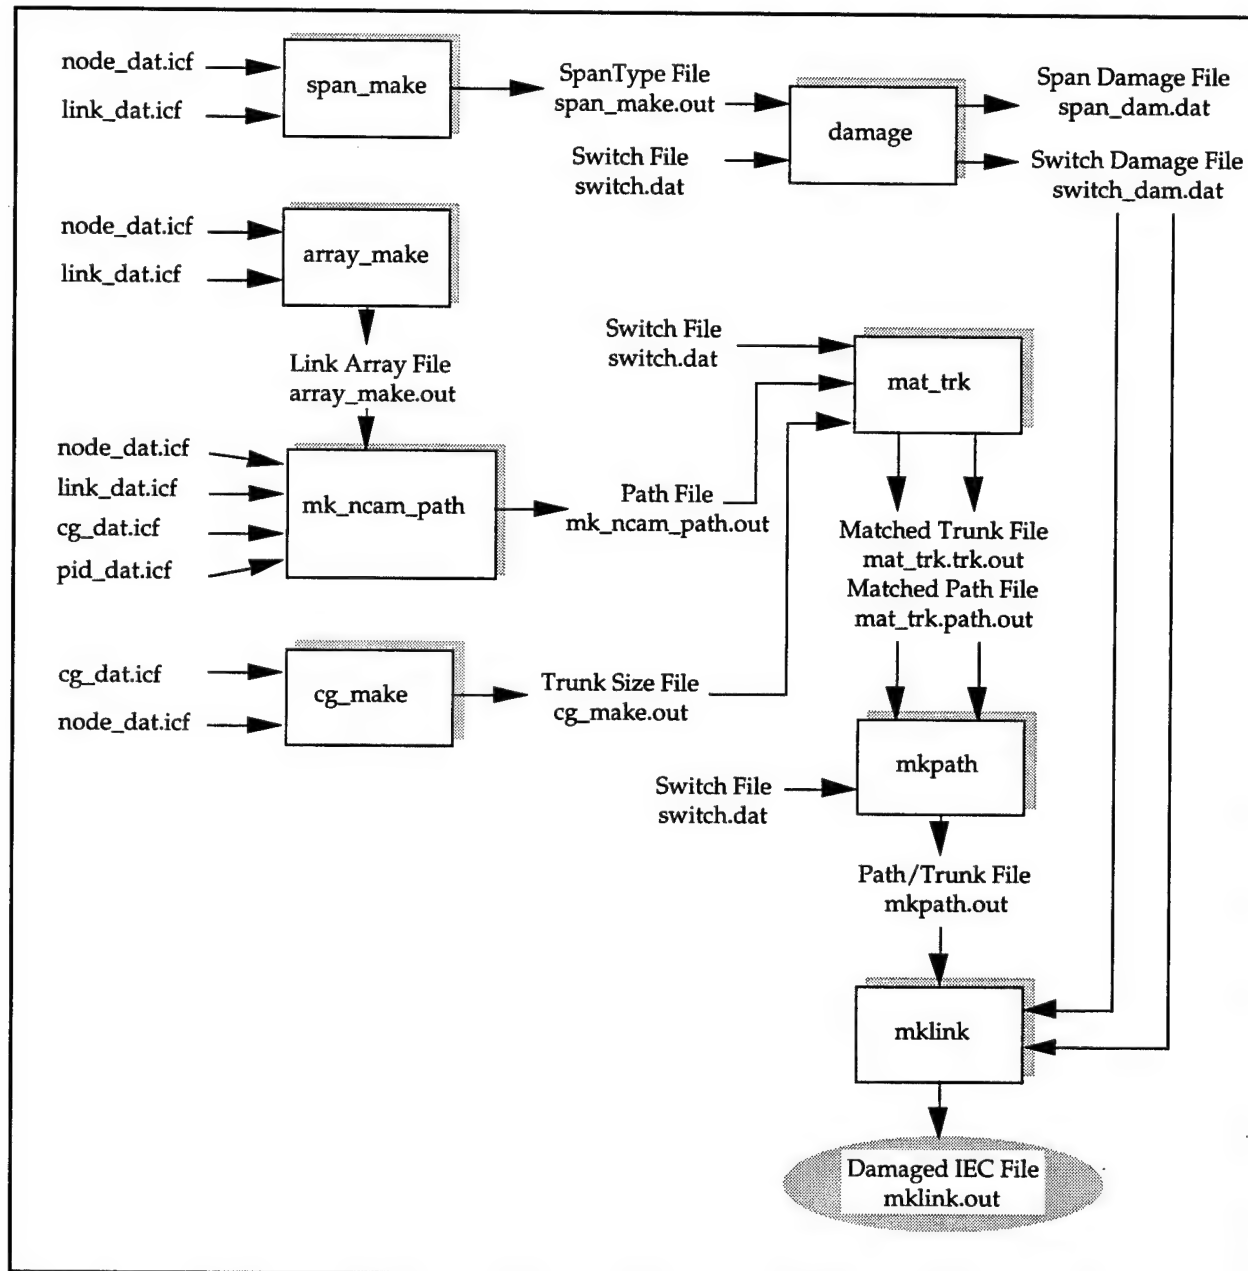 node_dat.icf
link_dat.icf
span_make
SpanType File
span_make.out
Switch File
switch.dat
damage
Span Damage File
span_dam.dat
Switch Damage File
switch_dam.dat
node_dat.icf
link_dat.icf
array_make
Link Array File
array_make.out
Switch File
switch.dat
mat_trk
node_dat.icf
link_dat.icf
cg_dat.icf
pid_dat.icf
mk_ncam_path
Path File
mk_ncam_path.out
Matched Trunk File
mat_trk.trk.out
Matched Path File
mat_trk.path.out
cg_dat.icf
node_dat.icf
cg_make
Trunk Size File
cg_make.out
Switch File
switch.dat
mkpath
Path/Trunk File
mkpath.out
mklink
Damaged IEC File
mklink.out